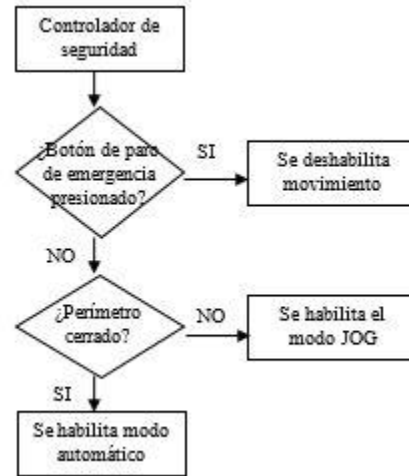 Controlador de
seguridad
¿Botón de paro
de emergencia
presionado?
SI
Se deshabilita
movimiento
NO
¿Perímetro
cerrado?
NO
Se habilita el
modo JOG
SI
Se habilita modo
automático